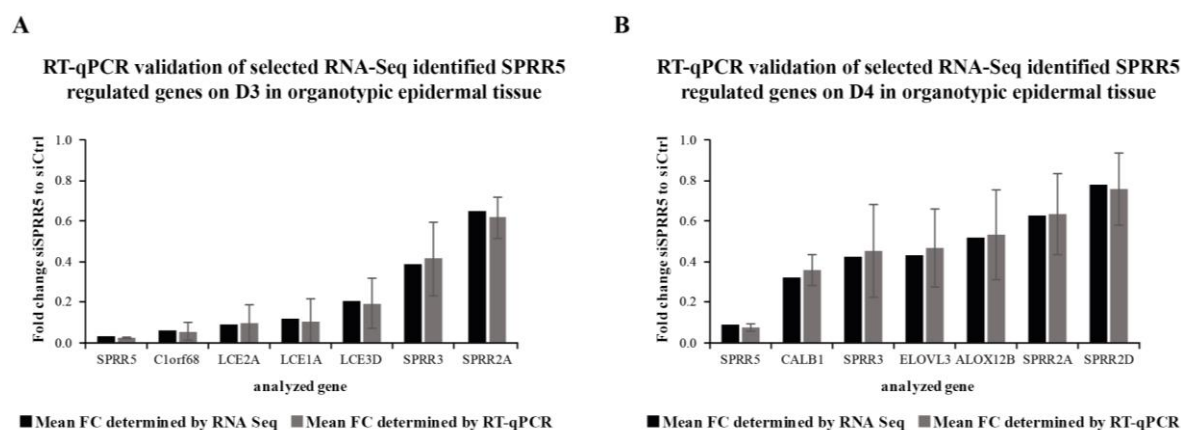 A
RT-qPCR validation of selected RNA-Seq identified SPRR5
regulated genes on D3 in organotypic epidermal tissue
Fold change siSPRR5 to siCtrl
1.0
0.8
0.6
0.4
0.2
0.0
SPRR5 C1orf68 LCE2A LCE1A LCE3D SPRR3 SPRR2A
analyzed gene
Mean FC determined by RNA Seq Mean FC determined by RT-qPCR
B
RT-qPCR validation of selected RNA-Seq identified SPRR5
regulated genes on D4 in organotypic epidermal tissue
Fold change siSPRR5 to siCtrl
1.0
0.8
0.6
0.4
0.2
0.0
SPRR5 CALB1 SPRR3 ELOVL3 ALOX12B SPRR2A SPRR2D
analyzed gene
Mean FC determined by RNA Seq Mean FC determined by RT-qPCR